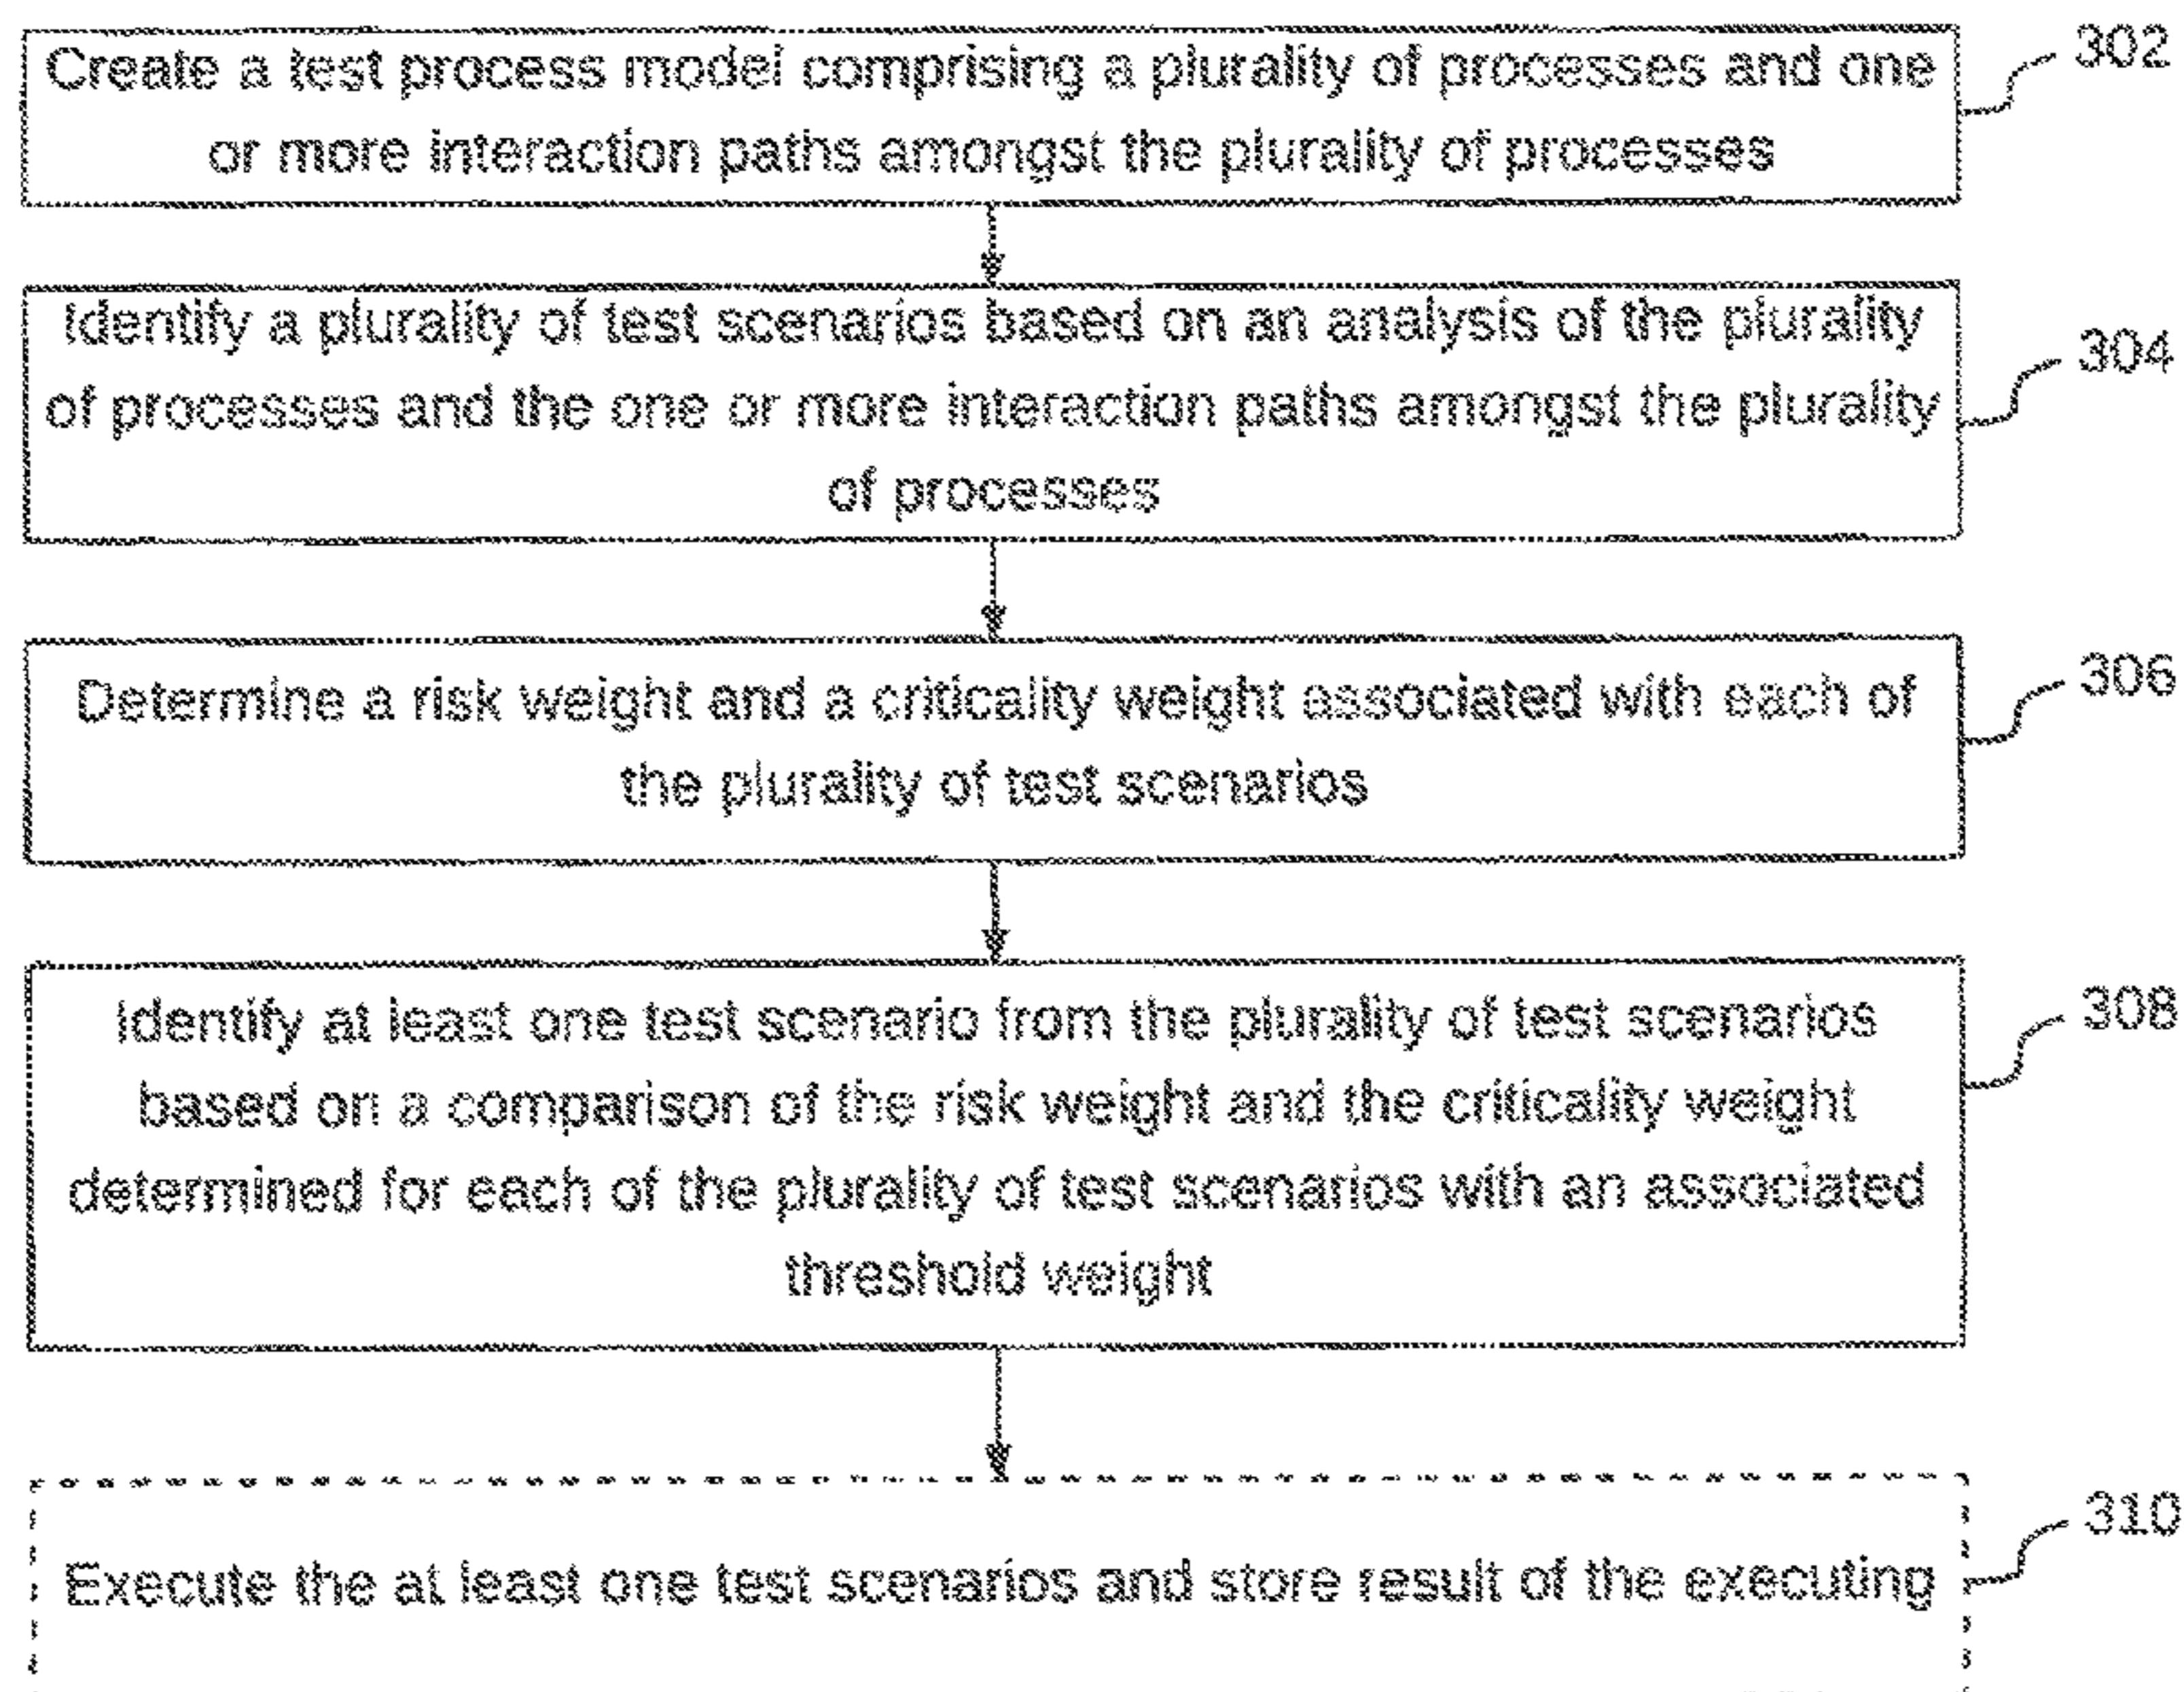 Create a test process model comprising a plurality of processes and one
or more interaction paths amongst the plurality of processes
302
Identify a plurality of test scenarios based on an analysis of the plurality
of processes and the one or more interaction paths amongst the plurality
of processes
304
Determine a risk weight and a criticality weight associated with each of
the plurality of test scenarios
306
Identify at least one test scenario from the plurality of test scenarios
based on a comparison of the risk weight and the criticality weight
determined for each of the plurality of test scenarios with an associated
threshold weight
308
Execute the at least one test scenarios and store result of the executing
310